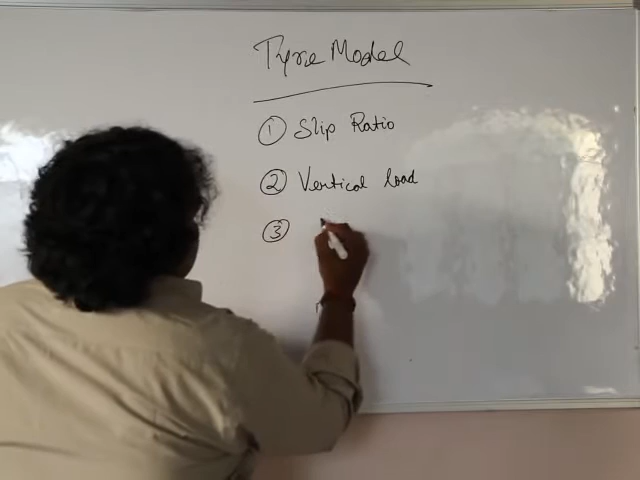 Tyre Model
① Slip Ratio
② Vertical load
③